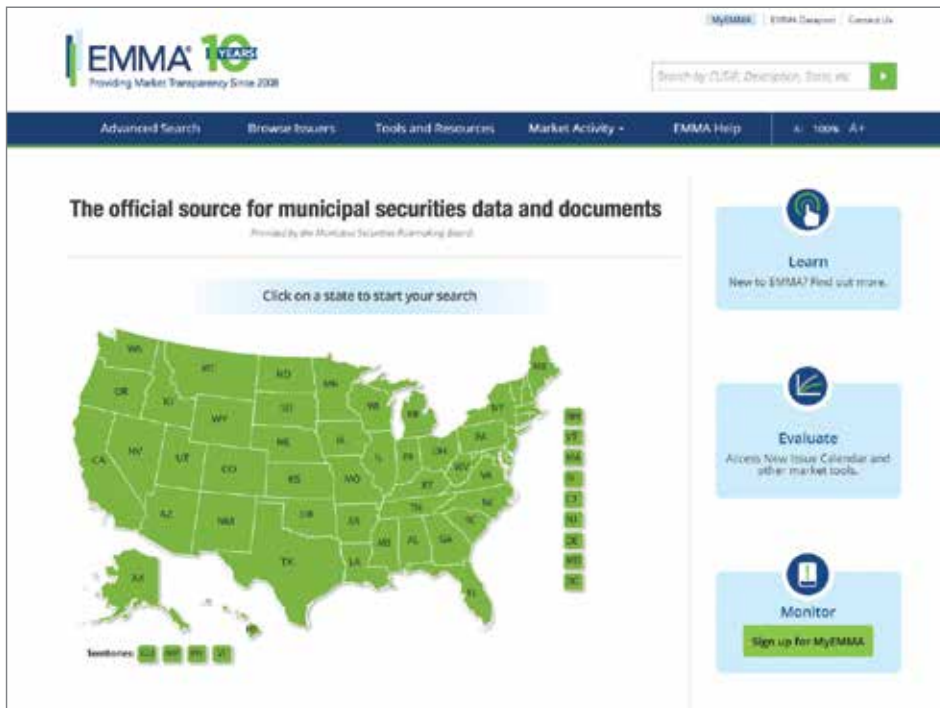 MyEMMA EMMA Dataport Contact Us
EMMA® 10 YEARS
Providing Market Transparency Since 2008
Search by CUSIP, Description, State, etc
Advanced Search Browse Issuers Tools and Resources Market Activity EMMA Help A- 100% A+
The official source for municipal securities data and documents
Provided by the Municipal Securities Rulemaking Board
Click on a state to start your search
WA
OR
ID
MT
ND
MN
SD
WY
NV
UT
CO
CA
AZ
NM
NE
KS
OK
TX
IA
MO
AR
LA
WI
MI
IL
IN
OH
KY
TN
MS
AL
GA
FL
SC
NC
VA
WV
PA
NY
ME
AK
HI
NH
VT
MA
RI
CT
NJ
DE
MD
DC
Territories: VI
Learn
New to EMMA? Find out more.
Evaluate
Access New Issue Calendar and
other market tools.
Monitor
Sign up for MyEMMA